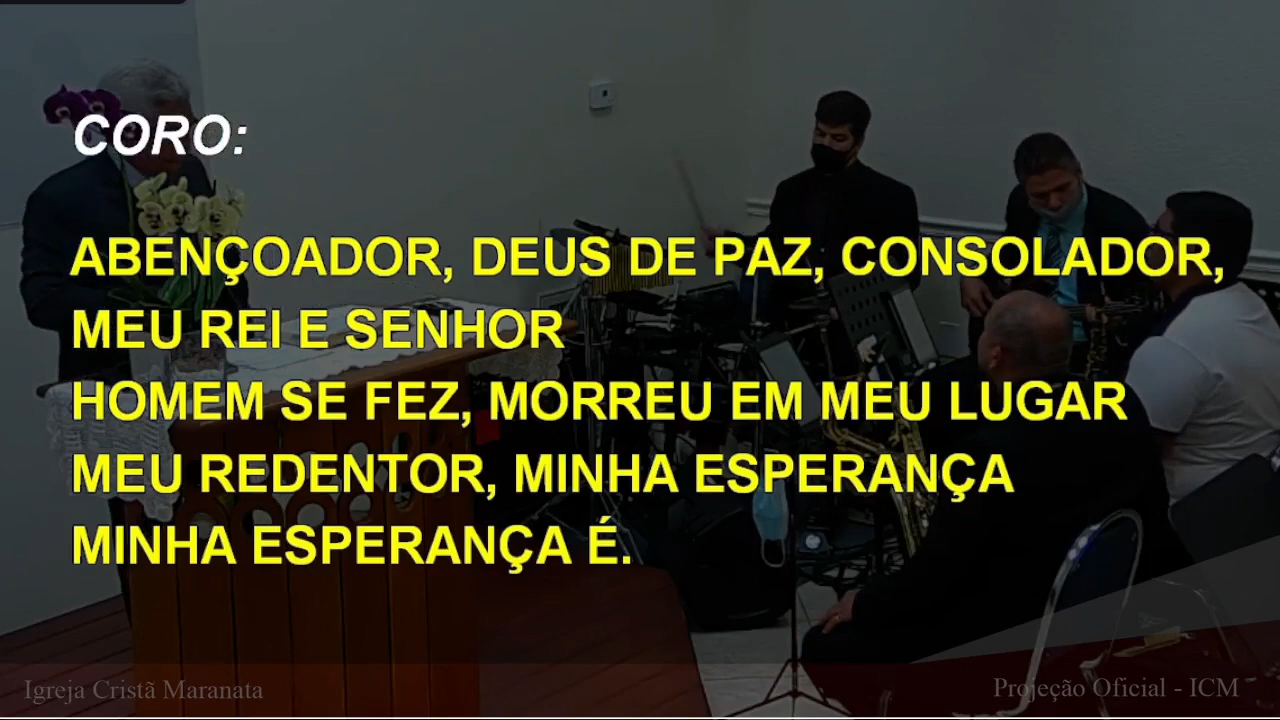 CORO:
ABENÇOADOR, DEUS DE PAZ, CONSOLADOR,
MEU REI E SENHOR
HOMEM SE FEZ, MORREU EM MEU LUGAR
MEU REDENTOR, MINHA ESPERANÇA
MINHA ESPERANÇA É.
Igreja Cristã Maranata
Projeção Oficial - ICM